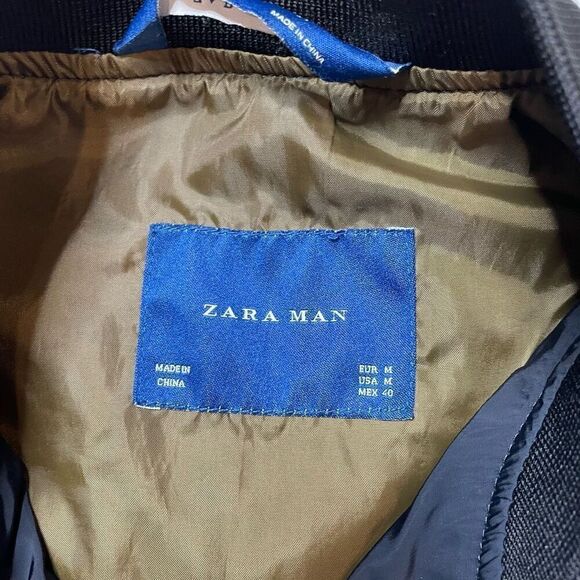 MADE IN CHINA
ZARA MAN
MADE IN
CHINA
EUR M
USA M
MEX 40